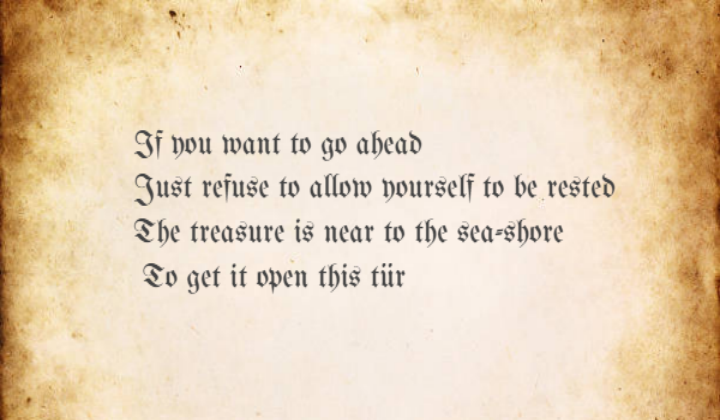 If you want to go ahead
Just refuse to allow yourself to be rested
The treasure is near to the sea-shore
To get it open this tür